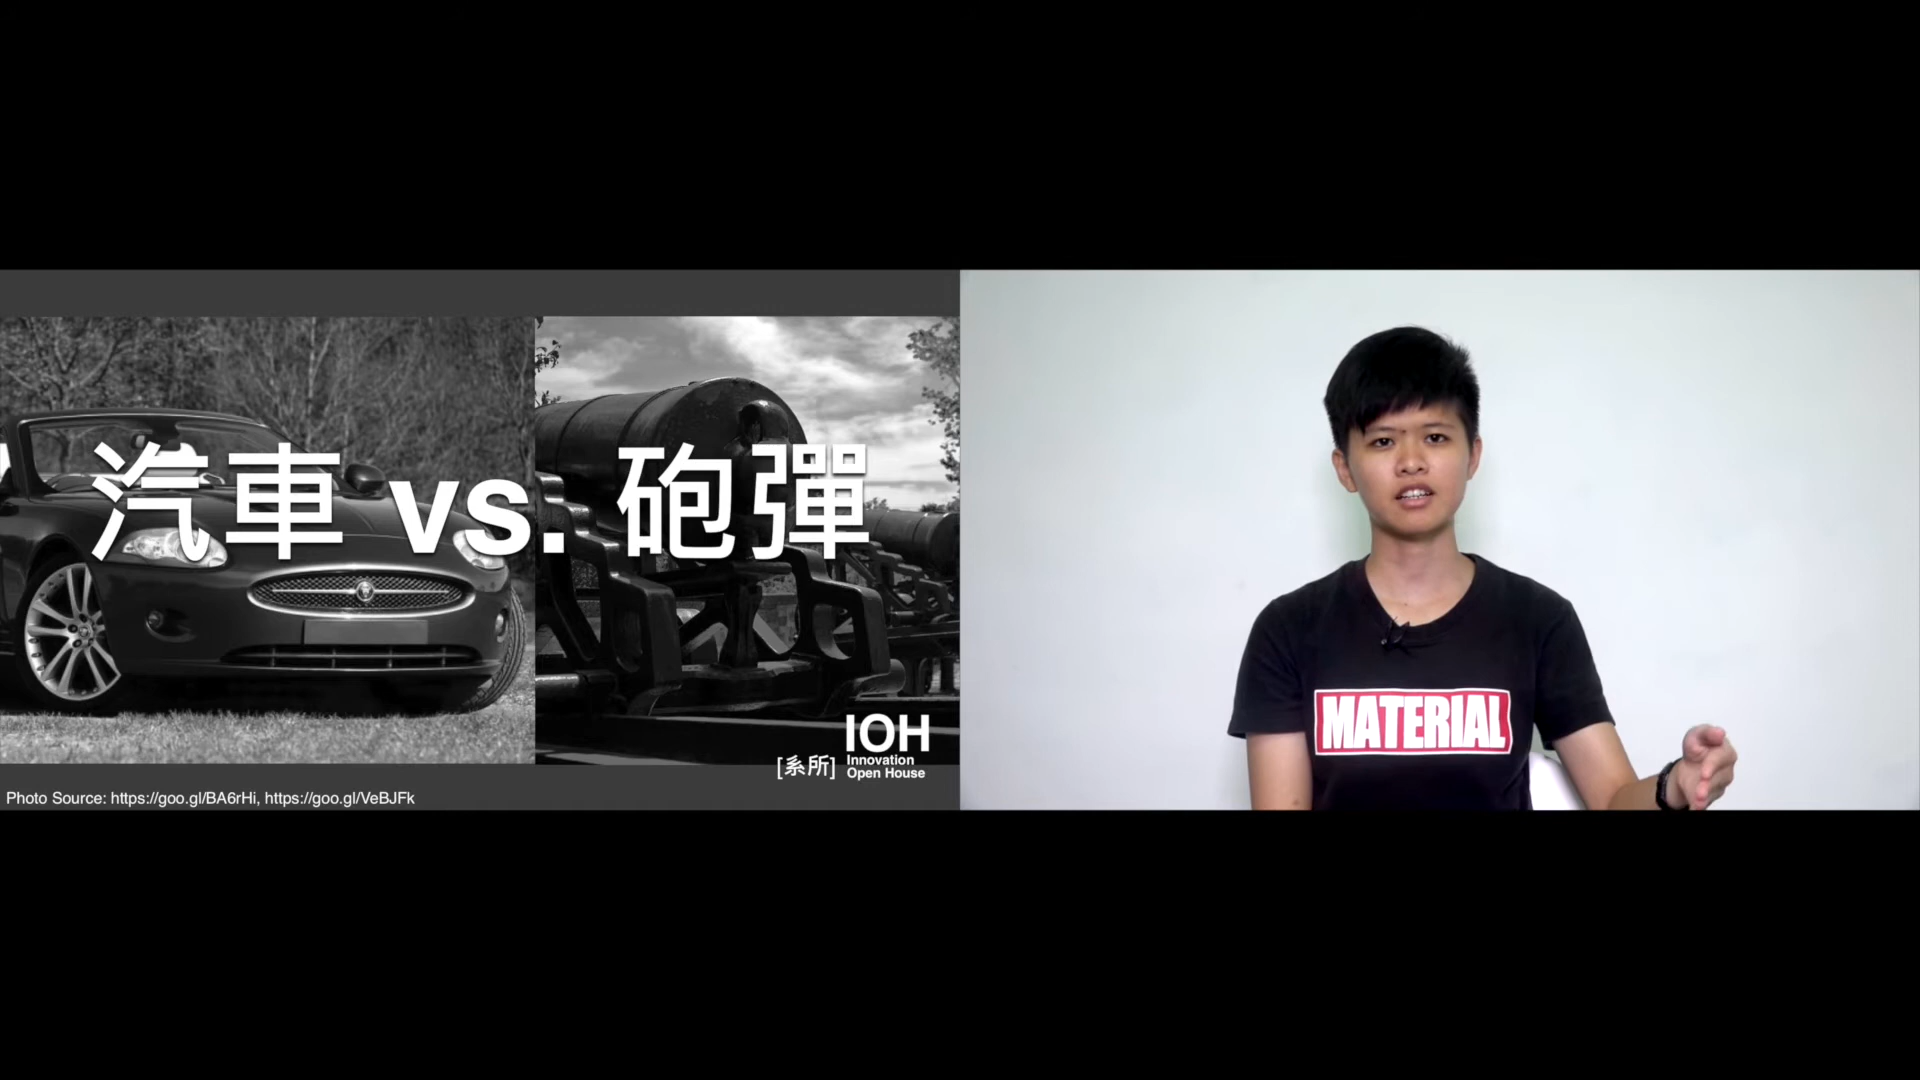 汽車 vs. 砲彈
[系所]
IOH
Innovation
Open House
Photo Source: https://goo.gl/BA6rHi, https://goo.gl/VeBJFk
MATERIAL